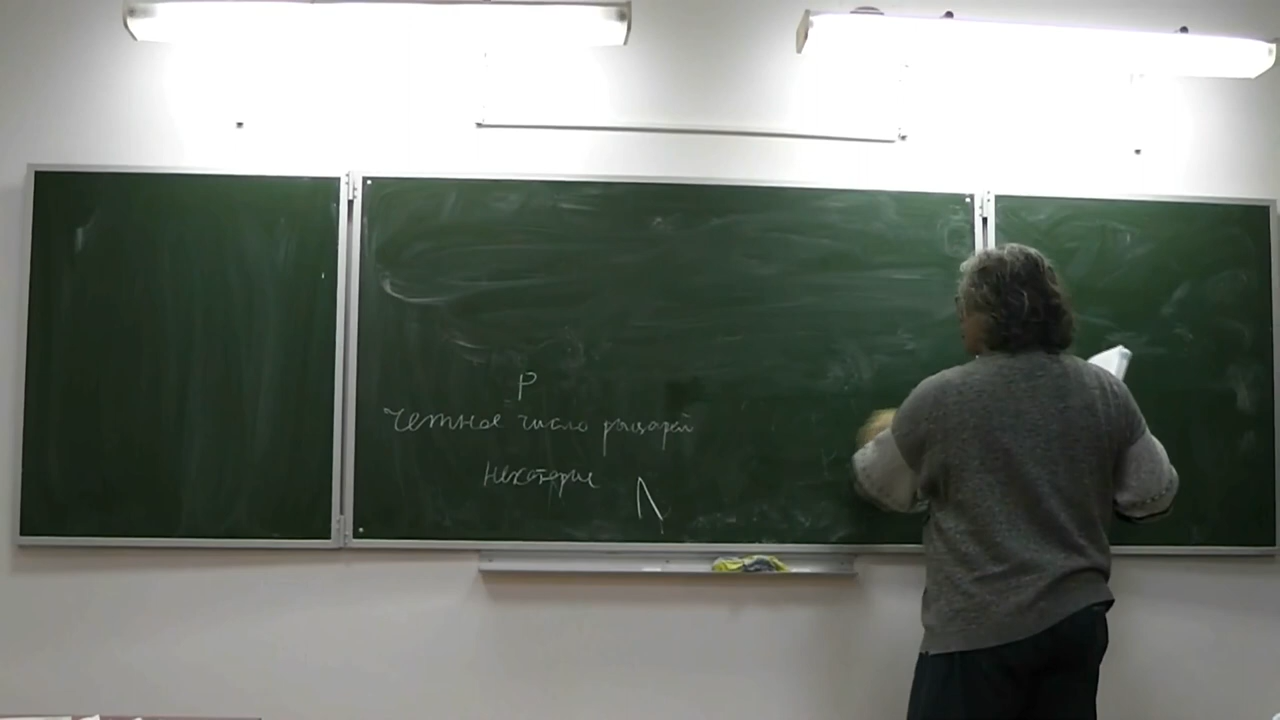 Р
четное число рыцарей
некоторые Л